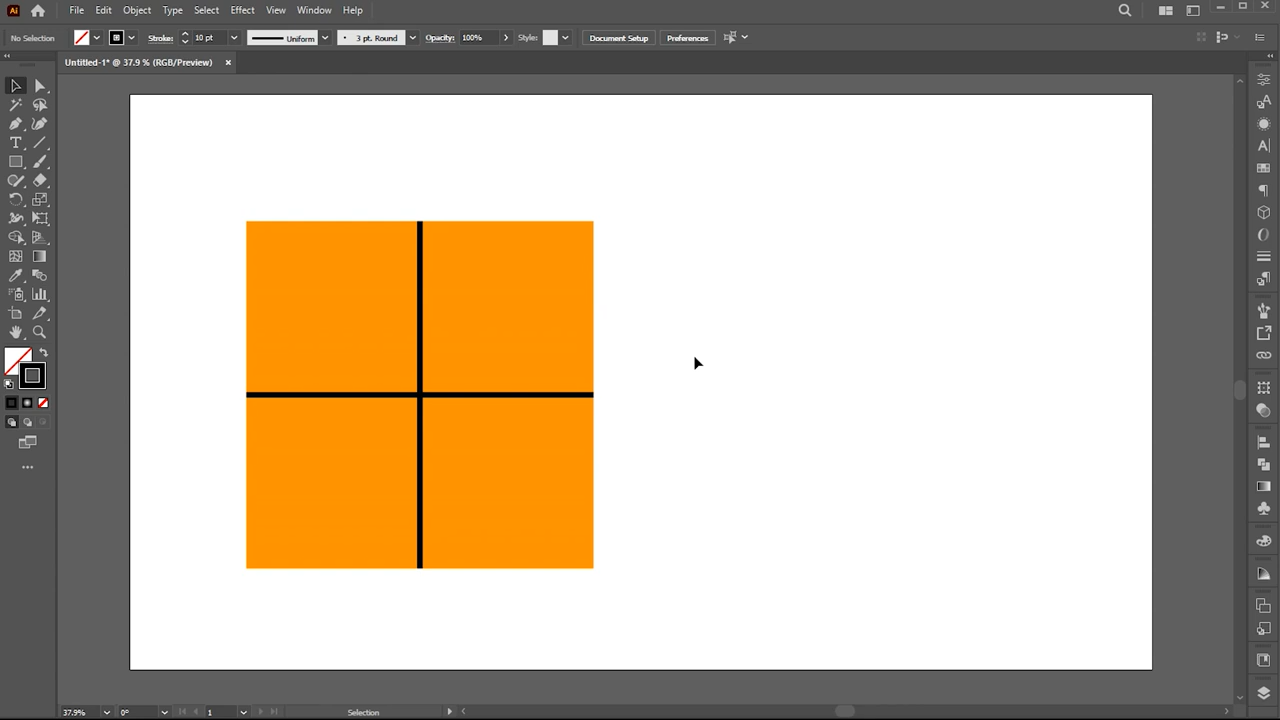 Ai File Edit Object Type Select Effect View Window Help
No Selection Stroke: 10 pt Uniform 3 pt. Round Opacity: 100% Style: Document Setup Preferences
Untitled-1* @ 37.9 % (RGB/Preview) ×
37.9% 0° 1 Selection